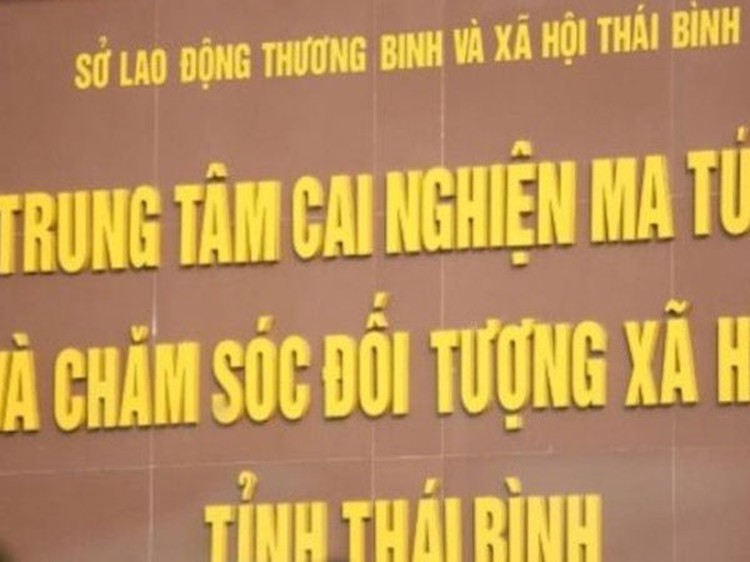 SỞ LAO ĐỘNG THƯƠNG BINH VÀ XÃ HỘI THÁI BÌNH
TRUNG TÂM CAI NGHIỆN MA TÚ
VÀ CHĂM SÓC ĐỐI TƯỢNG XÃ H
TỈNH THÁI BÌNH